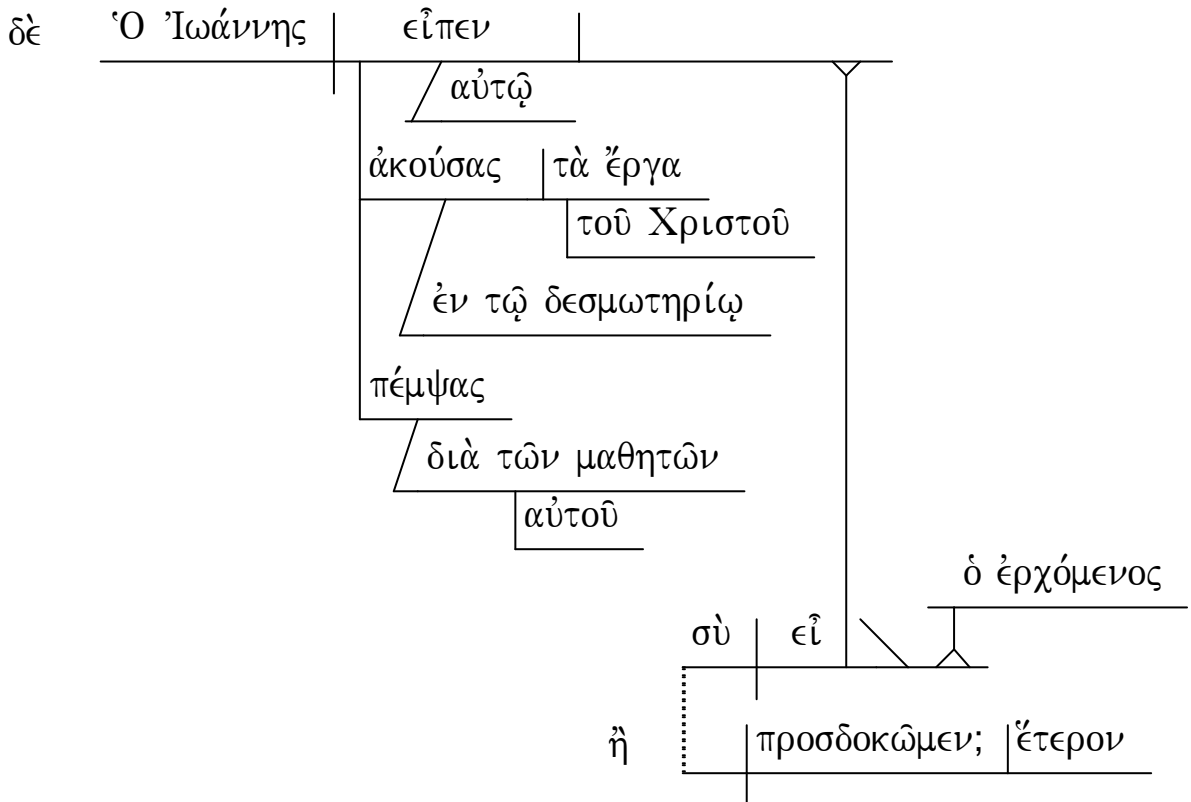 δὲ Ὁ Ἰωάννης εἶπεν
αὐτῷ
ἀκούσας τὰ ἔργα
τοῦ Χριστοῦ
ἐν τῷ δεσμωτηρίῳ
πέμψας
διὰ τῶν μαθητῶν
αὐτοῦ
ὁ ἐρχόμενος
σὺ εἶ
ἢ προσδοκῶμεν; ἕτερον